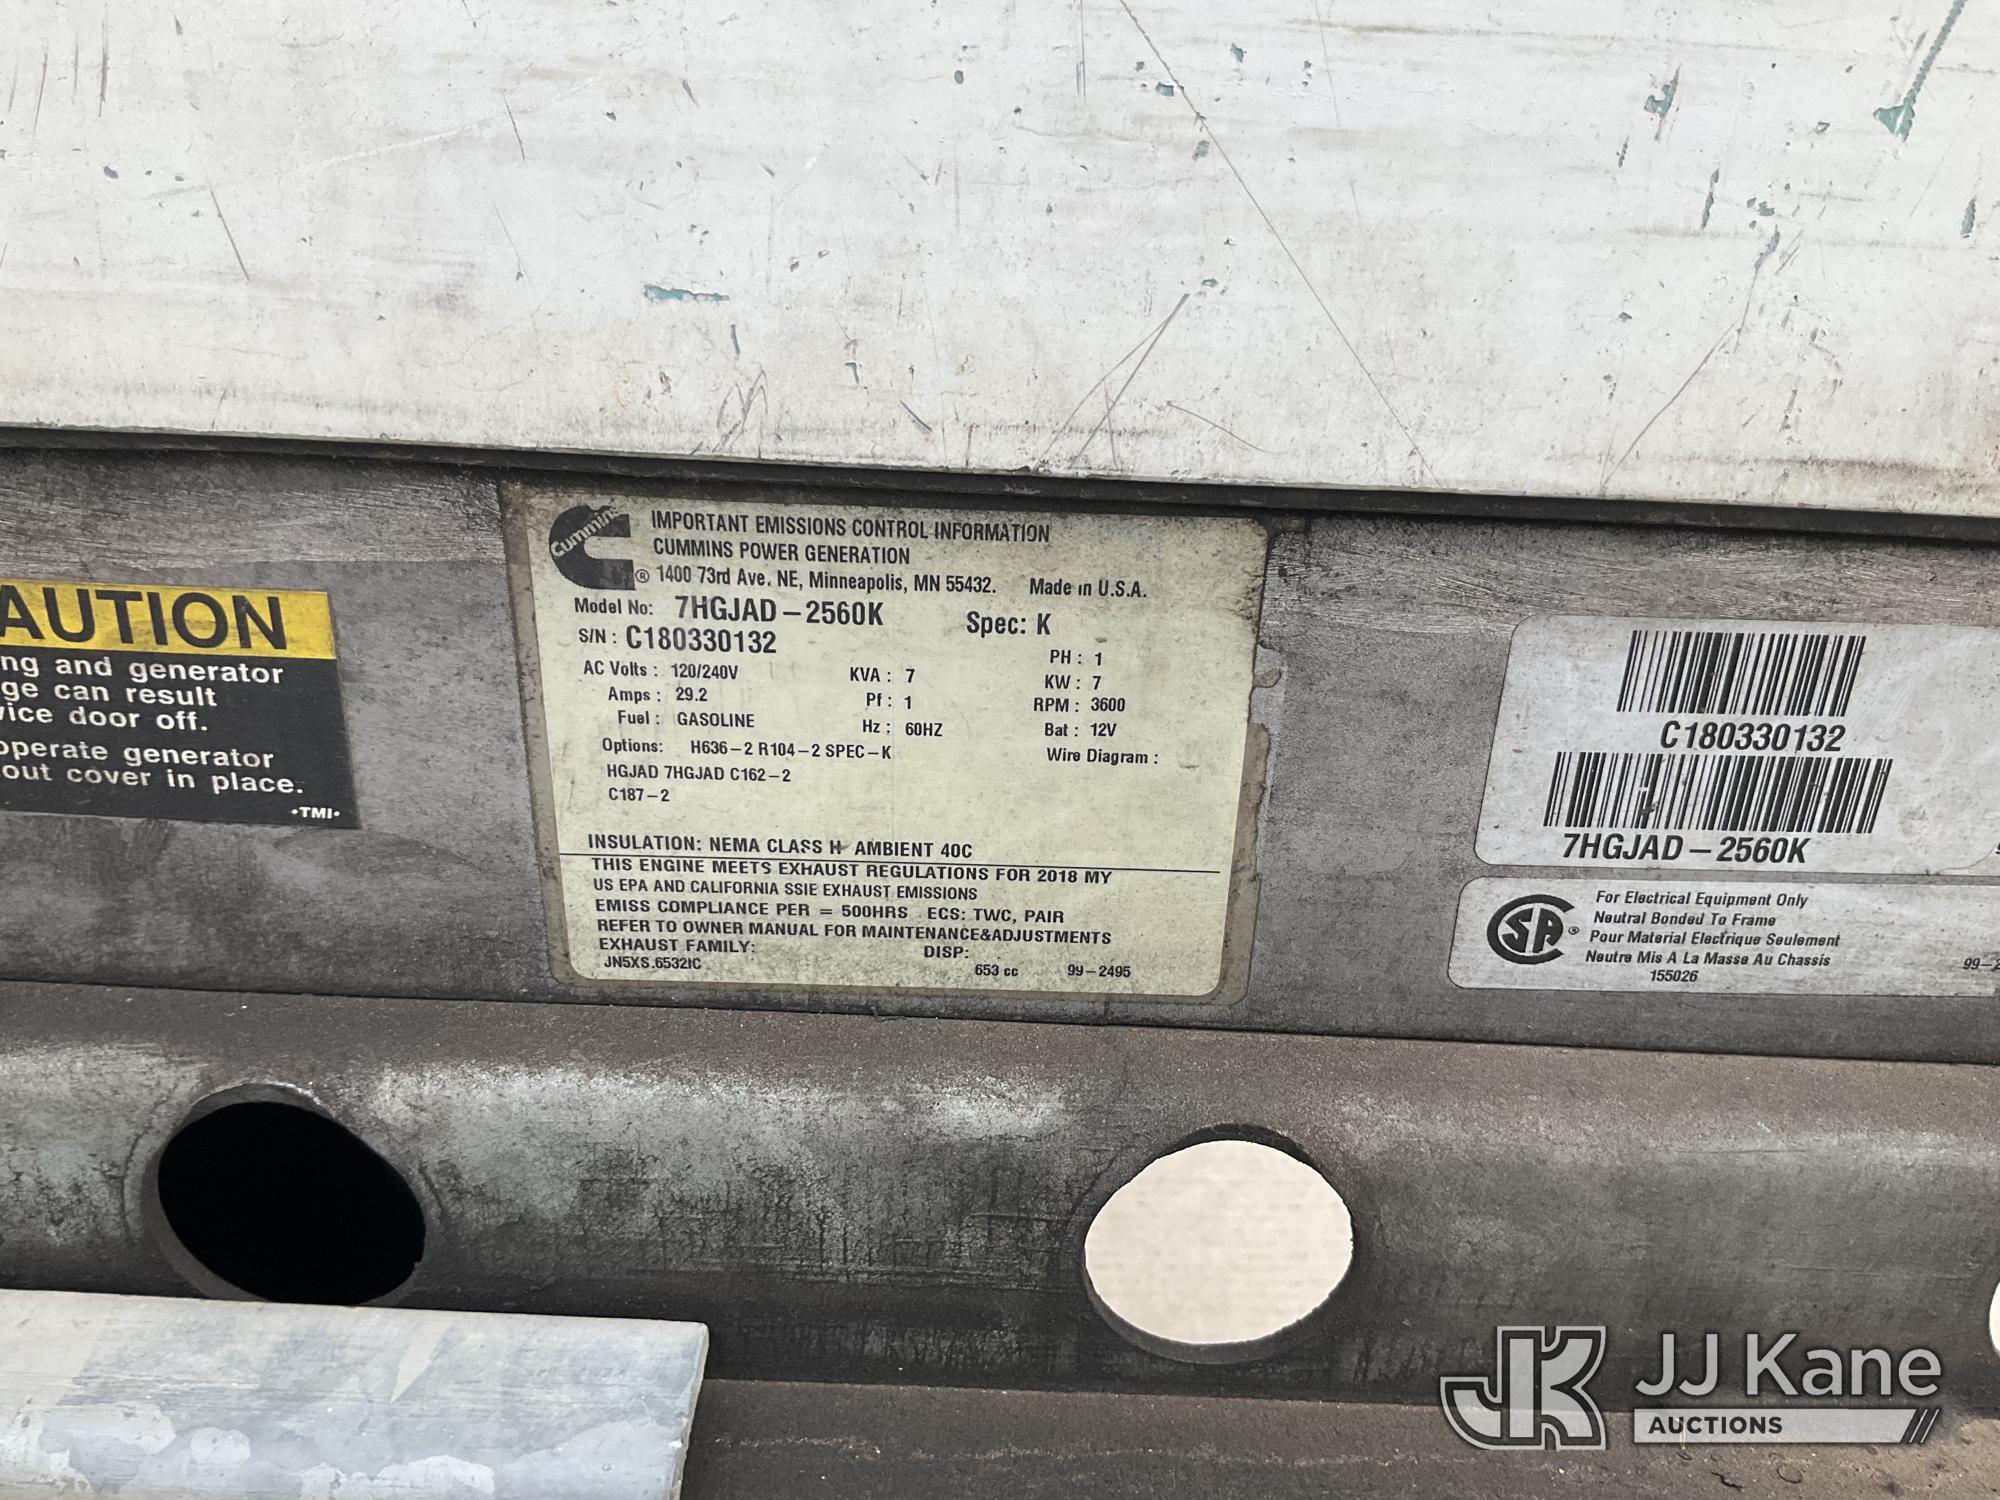 AUTION
ng and generator
ge can result
vice door off.
operate generator
out cover in place.
•TMI•
Cummins
IMPORTANT EMISSIONS CONTROL INFORMATION
CUMMINS POWER GENERATION
® 1400 73rd Ave. NE, Minneapolis, MN 55432. Made in U.S.A.
Model No: 7HGJAD-2560K Spec: K
S/N : C180330132
AC Volts : 120/240V KVA : 7 PH : 1
Amps : 29.2 Pf : 1 KW : 7
Fuel : GASOLINE Hz : 60HZ RPM : 3600
Bat : 12V
Options: H636-2 R104-2 SPEC-K Wire Diagram :
HGJAD 7HGJAD C162-2
C187-2
INSULATION: NEMA CLASS H AMBIENT 40C
THIS ENGINE MEETS EXHAUST REGULATIONS FOR 2018 MY
US EPA AND CALIFORNIA SSIE EXHAUST EMISSIONS
EMISS COMPLIANCE PER = 500HRS ECS: TWC, PAIR
REFER TO OWNER MANUAL FOR MAINTENANCE&ADJUSTMENTS
EXHAUST FAMILY: DISP:
JN5XS.6532IC 653 cc 99-2495
C180330132
7HGJAD-2560K
CSA ®
For Electrical Equipment Only
Neutral Bonded To Frame
Pour Material Electrique Seulement
Neutre Mis A La Masse Au Chassis
155026
99-2
JK JJ Kane
AUCTIONS